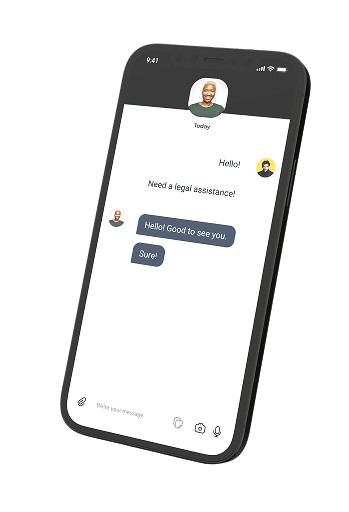 9:41
Today
Hello!
Need a legal assistance!
Hello! Good to see you.
Sure!
Write your message